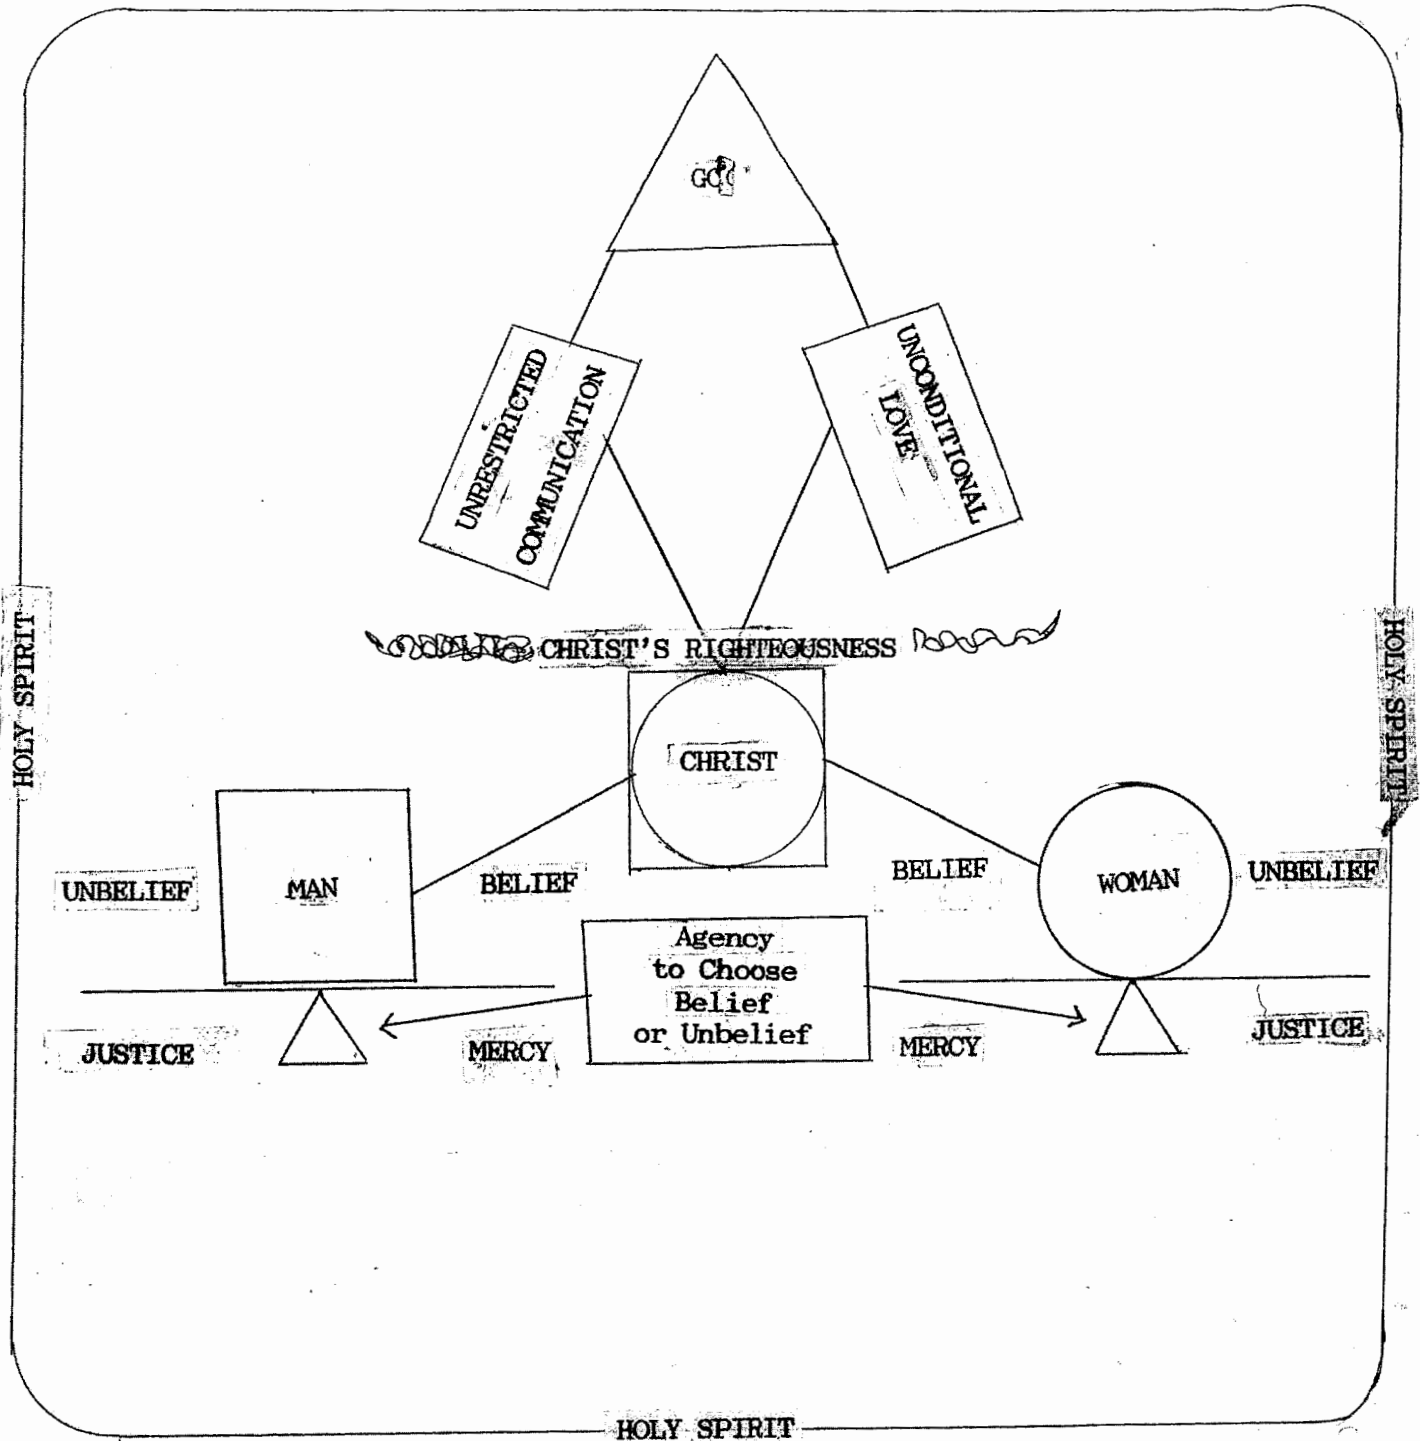 UNRESTRICTED
COMMUNICATION
UNCONDITIONAL
LOVE
CHRIST'S RIGHTEOUSNESS
HOLY SPIRIT
HOLY SPIRIT
CHRIST
UNBELIEF
MAN
BELIEF
BELIEF
WOMAN
UNBELIEF
Agency
to Choose
Belief
or Unbelief
JUSTICE
MERCY
MERCY
JUSTICE
HOLY SPIRIT